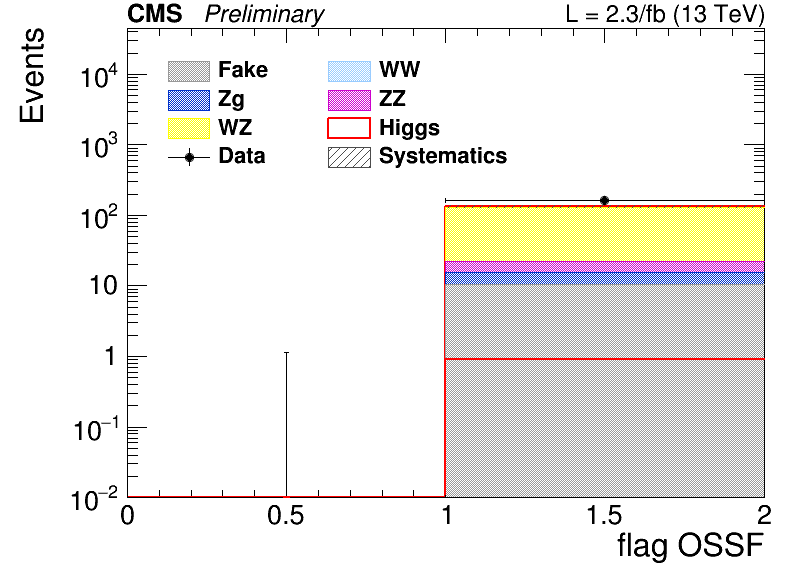 CMS Preliminary L = 2.3/fb (13 TeV)
Events
Fake WW
Zg ZZ
WZ Higgs
Data Systematics
10⁴
10³
10²
10
1
10⁻¹
10⁻²
0 0.5 1 1.5 2
flag OSSF